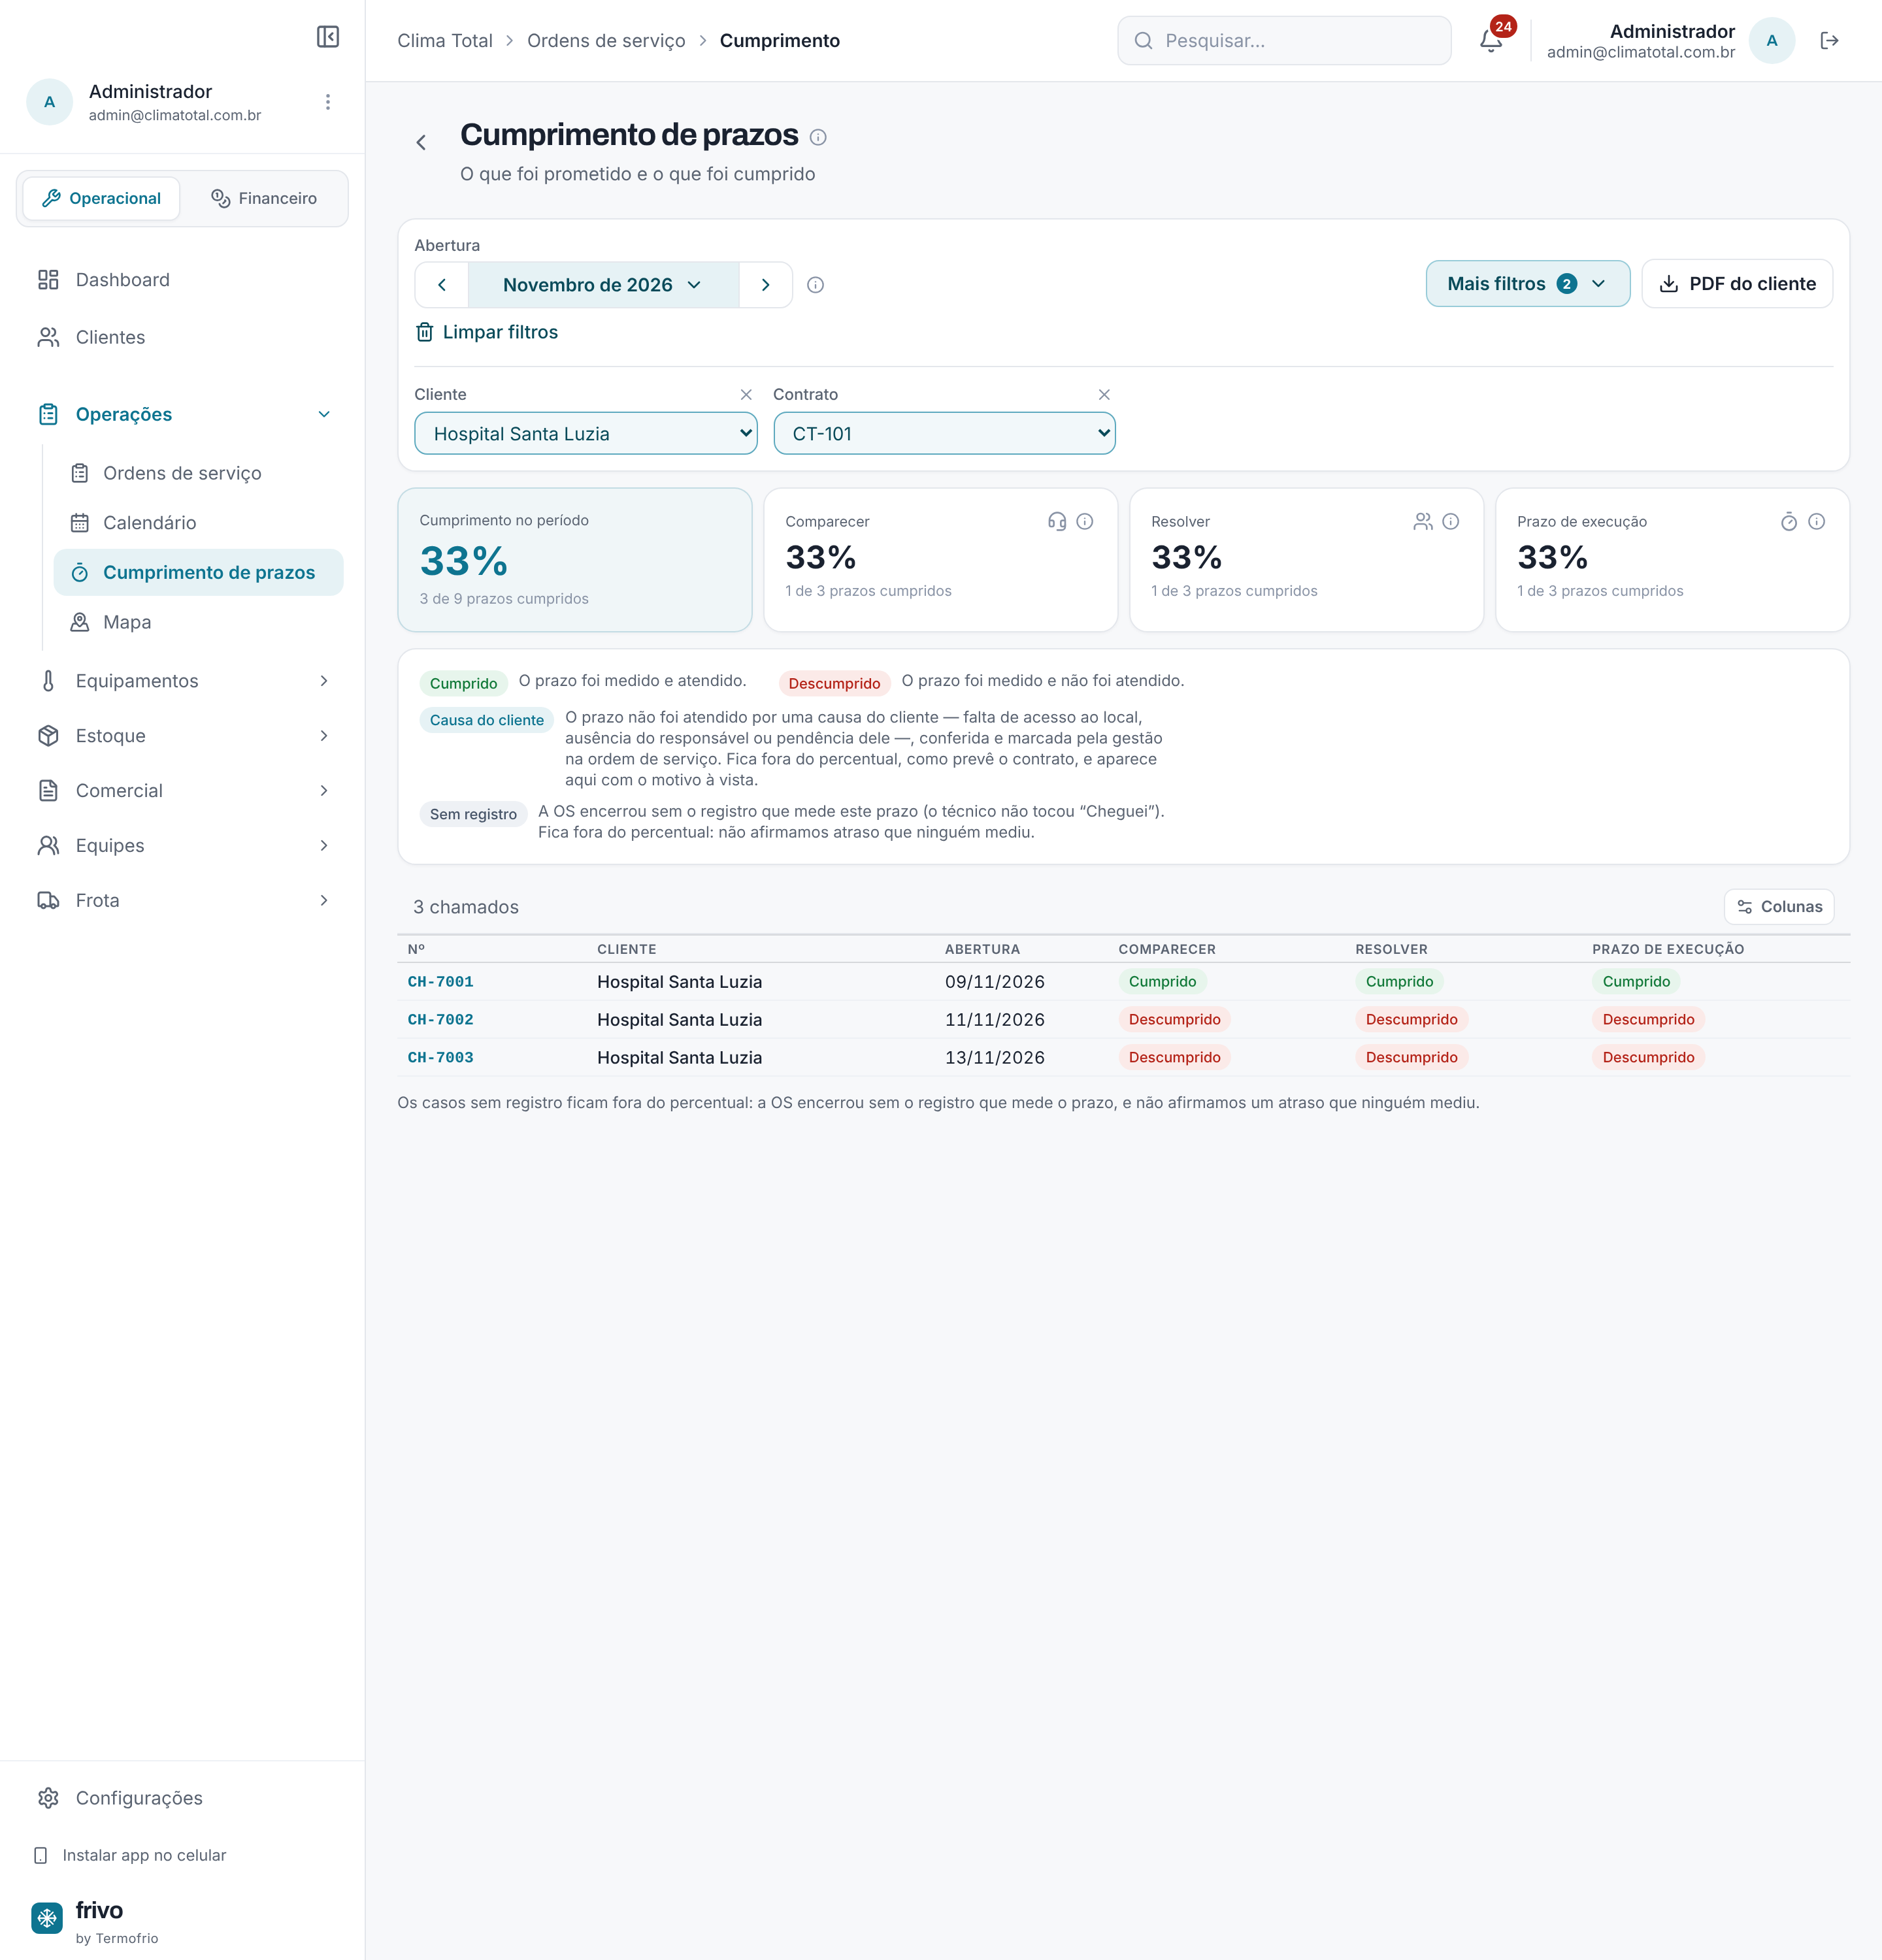 A
Administrador
admin@climatotal.com.br
Operacional
Financeiro
Dashboard
Clientes
Operações
Ordens de serviço
Calendário
Cumprimento de prazos
Mapa
Equipamentos
Estoque
Comercial
Equipes
Frota
Configurações
Instalar app no celular
frivo
by Termofrio
Clima Total > Ordens de serviço > Cumprimento
Pesquisar...
24
Administrador
admin@climatotal.com.br
A
Cumprimento de prazos
O que foi prometido e o que foi cumprido
Abertura
Novembro de 2026
Mais filtros 2
PDF do cliente
Limpar filtros
Cliente
Hospital Santa Luzia
Contrato
CT-101
Cumprimento no período
33%
3 de 9 prazos cumpridos
Comparecer
33%
1 de 3 prazos cumpridos
Resolver
33%
1 de 3 prazos cumpridos
Prazo de execução
33%
1 de 3 prazos cumpridos
Cumprido O prazo foi medido e atendido. Descumprido O prazo foi medido e não foi atendido.
Causa do cliente O prazo não foi atendido por uma causa do cliente — falta de acesso ao local,
ausência do responsável ou pendência dele —, conferida e marcada pela gestão
na ordem de serviço. Fica fora do percentual, como prevê o contrato, e aparece
aqui com o motivo à vista.
Sem registro A OS encerrou sem o registro que mede este prazo (o técnico não tocou “Cheguei”).
Fica fora do percentual: não afirmamos atraso que ninguém mediu.
3 chamados
Colunas
Nº CLIENTE ABERTURA COMPARECER RESOLVER PRAZO DE EXECUÇÃO
CH-7001 Hospital Santa Luzia 09/11/2026 Cumprido Cumprido Cumprido
CH-7002 Hospital Santa Luzia 11/11/2026 Descumprido Descumprido Descumprido
CH-7003 Hospital Santa Luzia 13/11/2026 Descumprido Descumprido Descumprido
Os casos sem registro ficam fora do percentual: a OS encerrou sem o registro que mede o prazo, e não afirmamos um atraso que ninguém mediu.